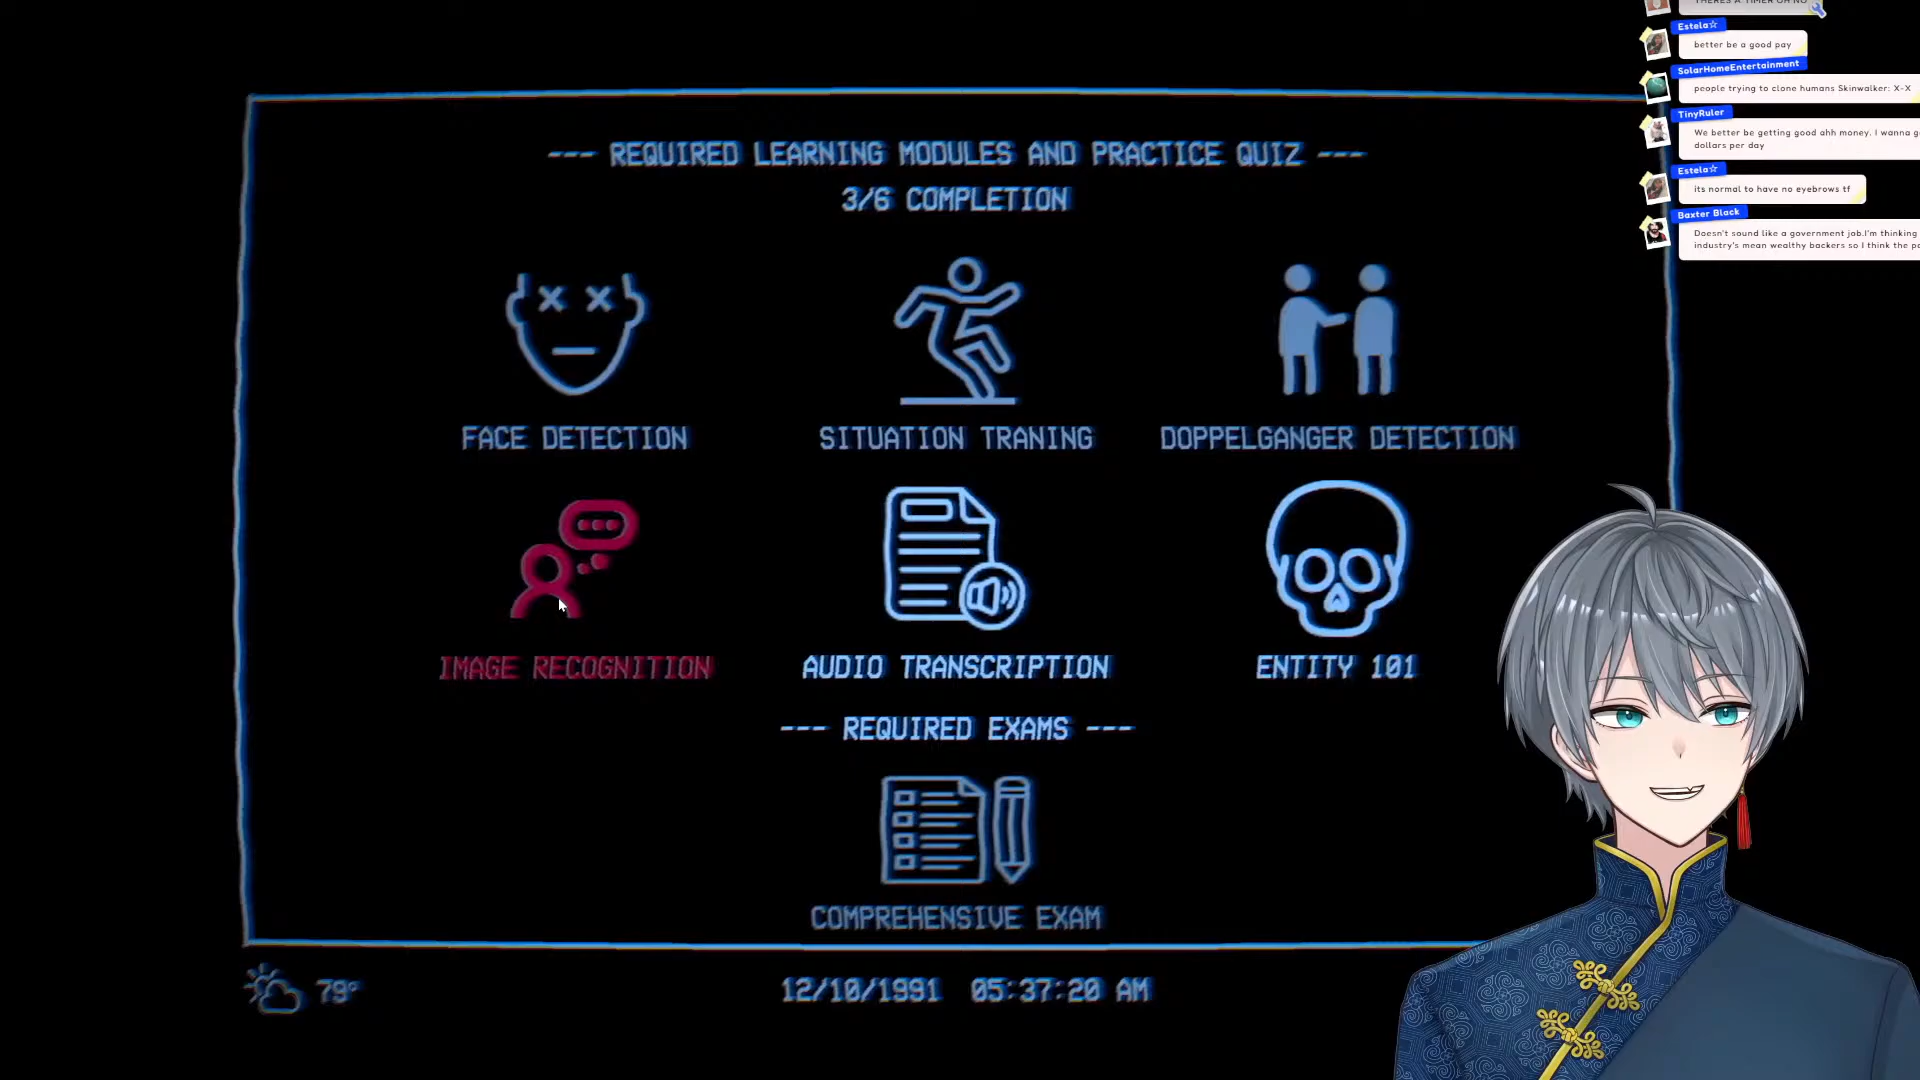 THERES A TIMER OH NO
Estela☆
better be a good pay
SolarHomeEntertainment
people trying to clone humans Skinwalker: X-X
TinyRuler
We better be getting good ahh money. I wanna
dollars per day
Estela☆
its normal to have no eyebrows tf
Baxter Black
Doesn't sound like a government job.I'm thinking
industry's mean wealthy backers so I think the
--- REQUIRED LEARNING MODULES AND PRACTICE QUIZ ---
3/6 COMPLETION
FACE DETECTION
SITUATION TRANING
DOPPELGANGER DETECTION
IMAGE RECOGNITION
AUDIO TRANSCRIPTION
ENTITY 101
--- REQUIRED EXAMS ---
COMPREHENSIVE EXAM
79°
12/10/1991 05:37:20 AM